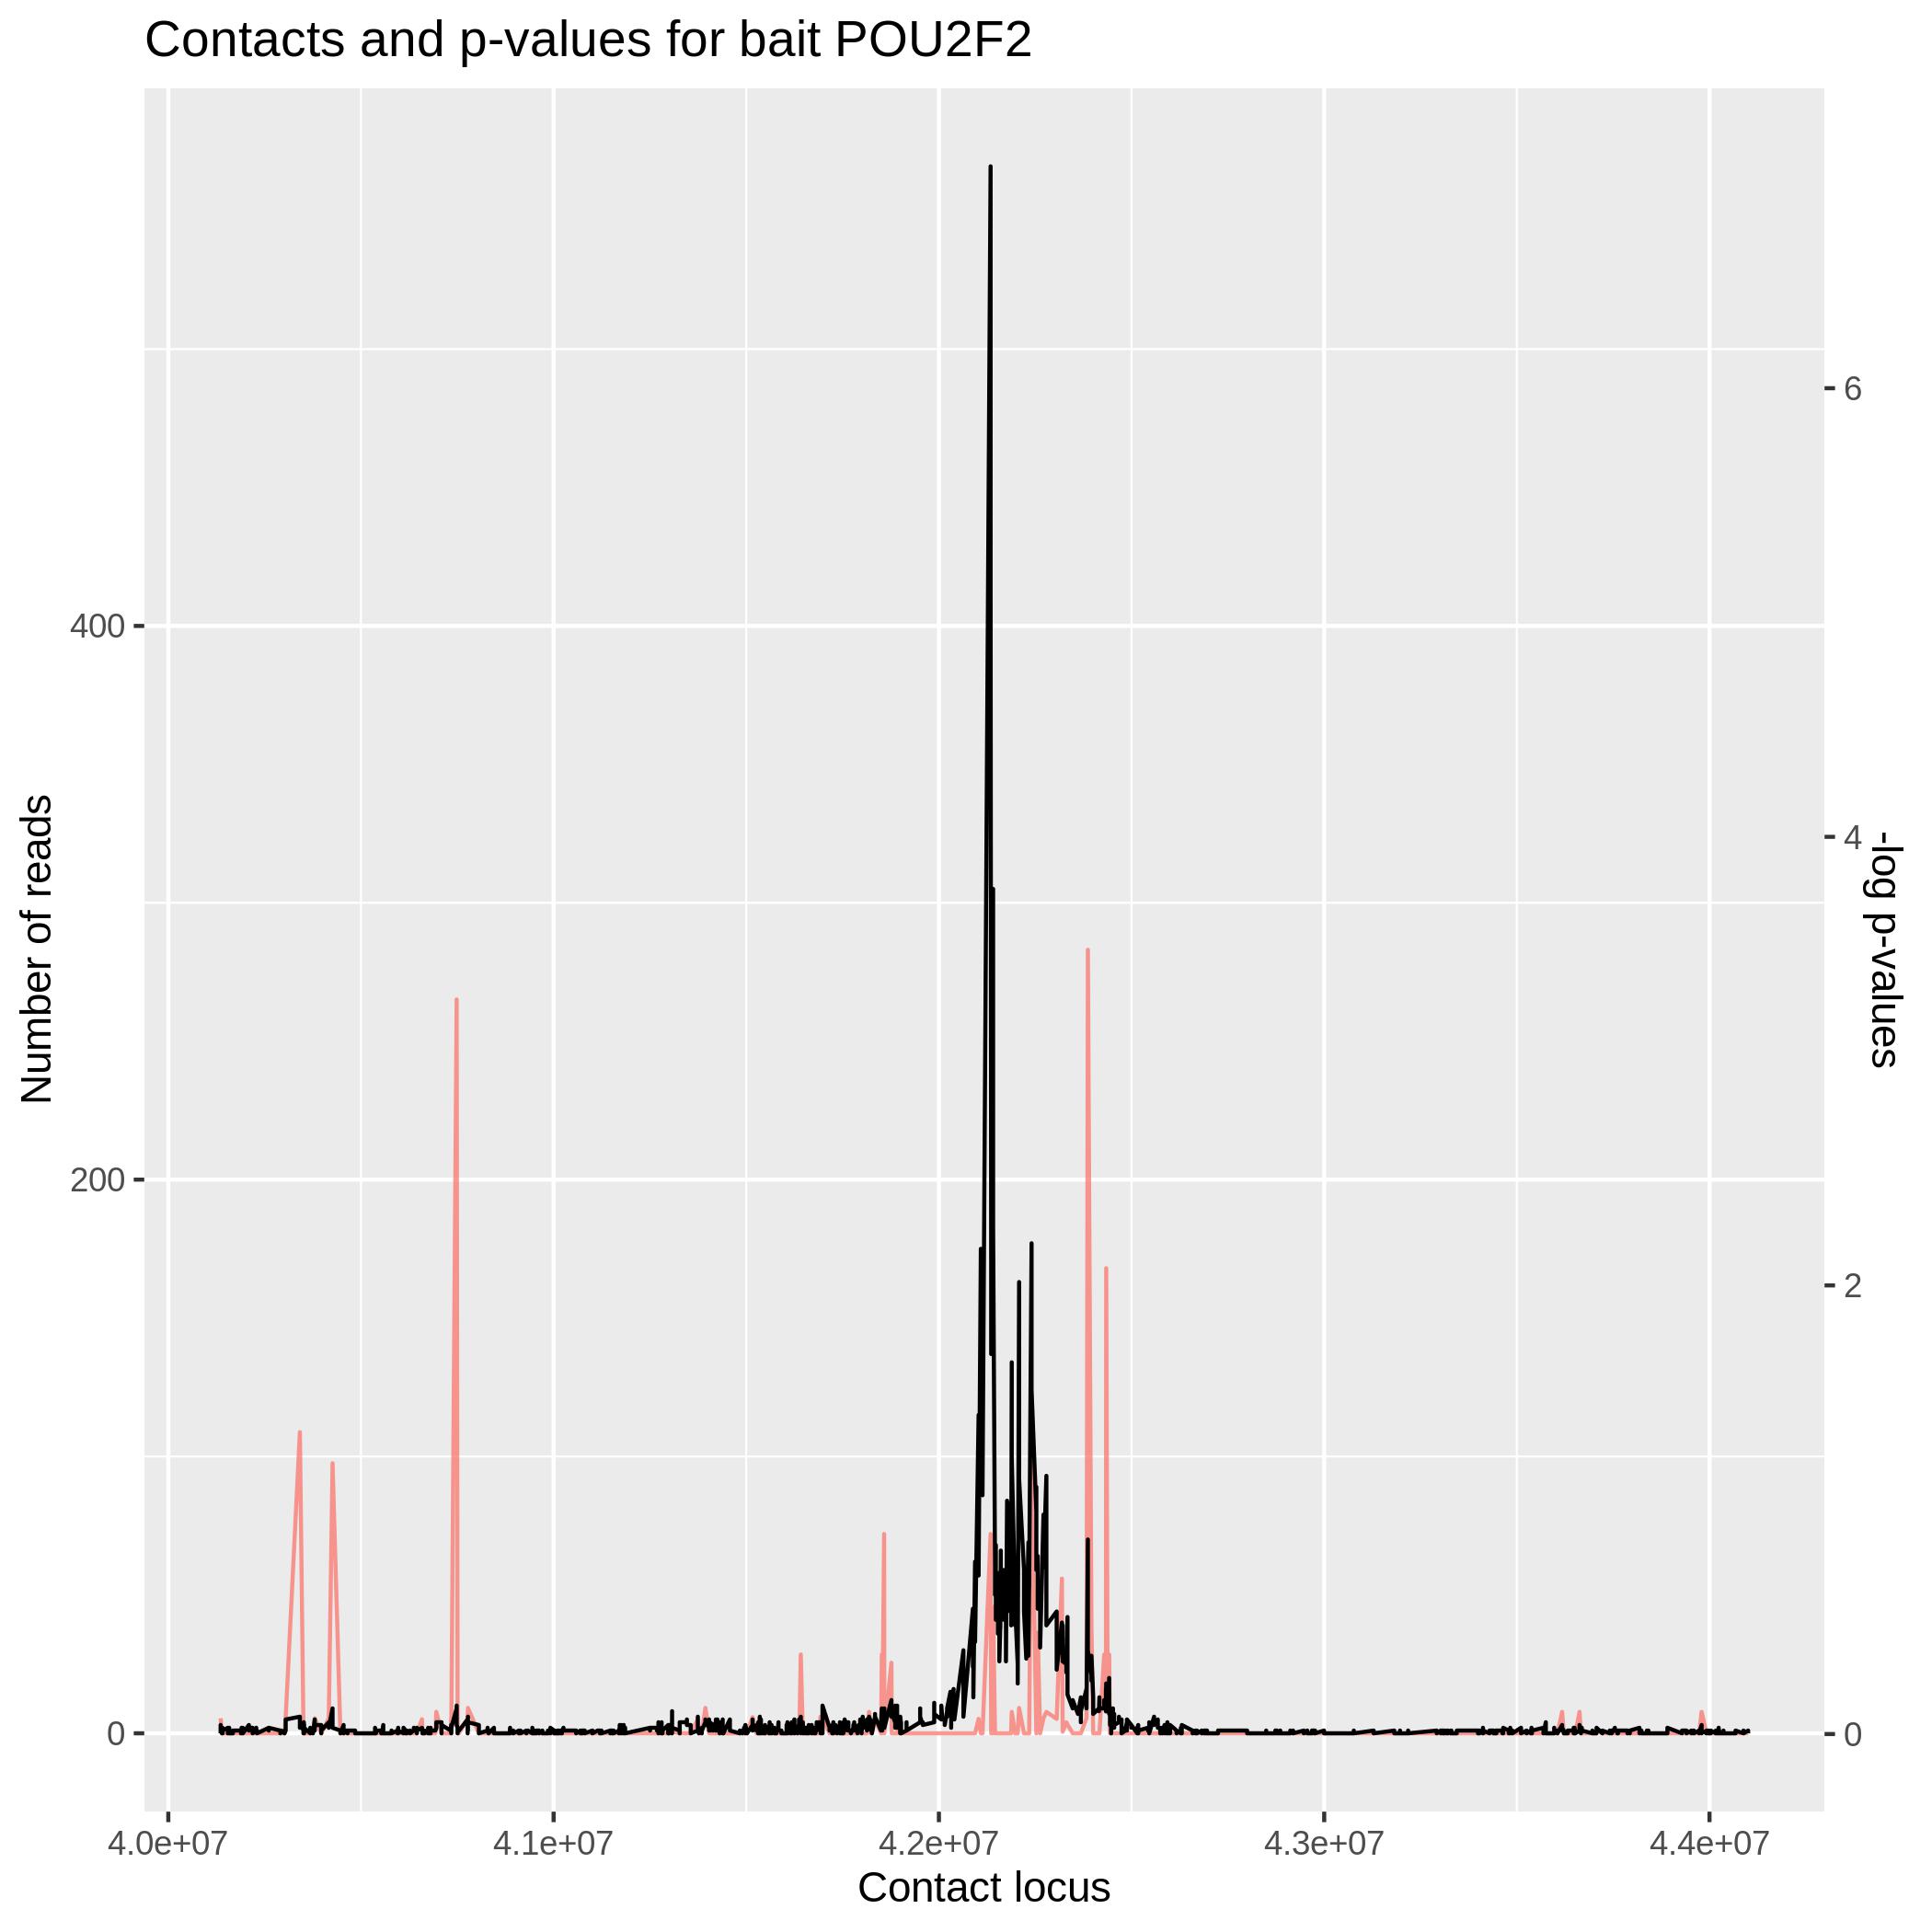 Contacts and p-values for bait POU2F2
Number of reads
400
200
0
6
4
2
0
-log p-values
4.0e+07 4.1e+07 4.2e+07 4.3e+07 4.4e+07
Contact locus